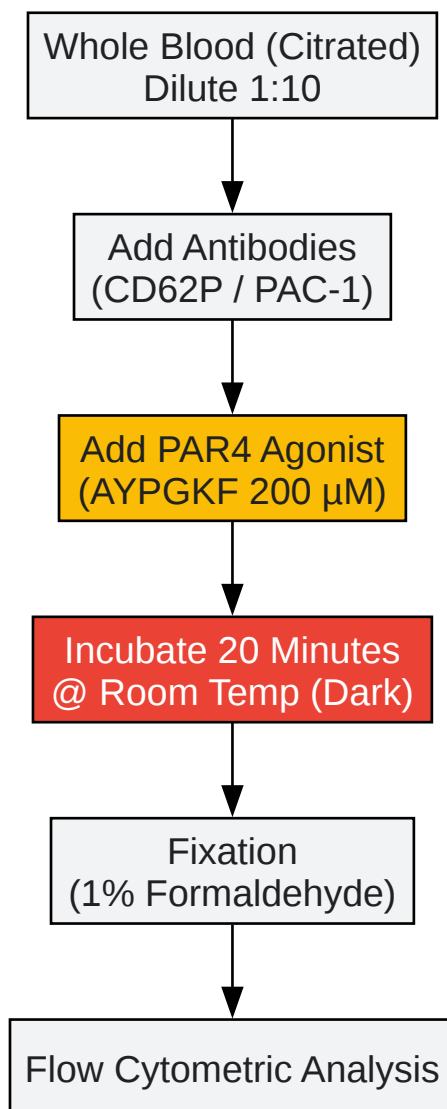 Whole Blood (Citrated)
Dilute 1:10
Add Antibodies
(CD62P / PAC-1)
Add PAR4 Agonist
(AYPGKF 200 µM)
Incubate 20 Minutes
@ Room Temp (Dark)
Fixation
(1% Formaldehyde)
Flow Cytometric Analysis